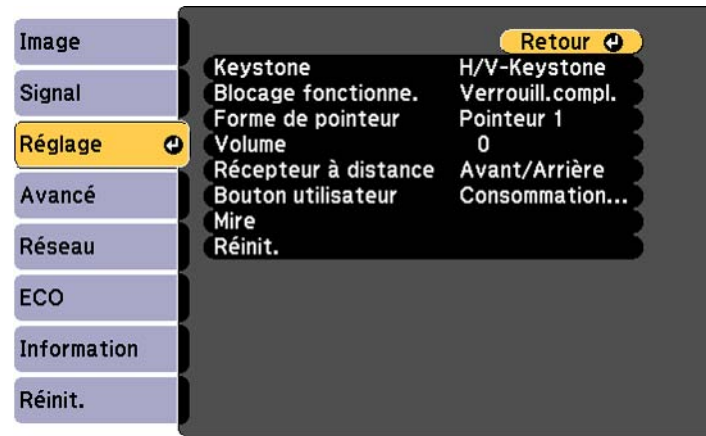 Image
Signal
Réglage
Avancé
Réseau
ECO
Information
Réinit.
Retour
Keystone H/V-Keystone
Blocage fonctionne. Verrouill.compl.
Forme de pointeur Pointeur 1
Volume 0
Récepteur à distance Avant/Arrière
Bouton utilisateur Consommation...
Mire
Réinit.